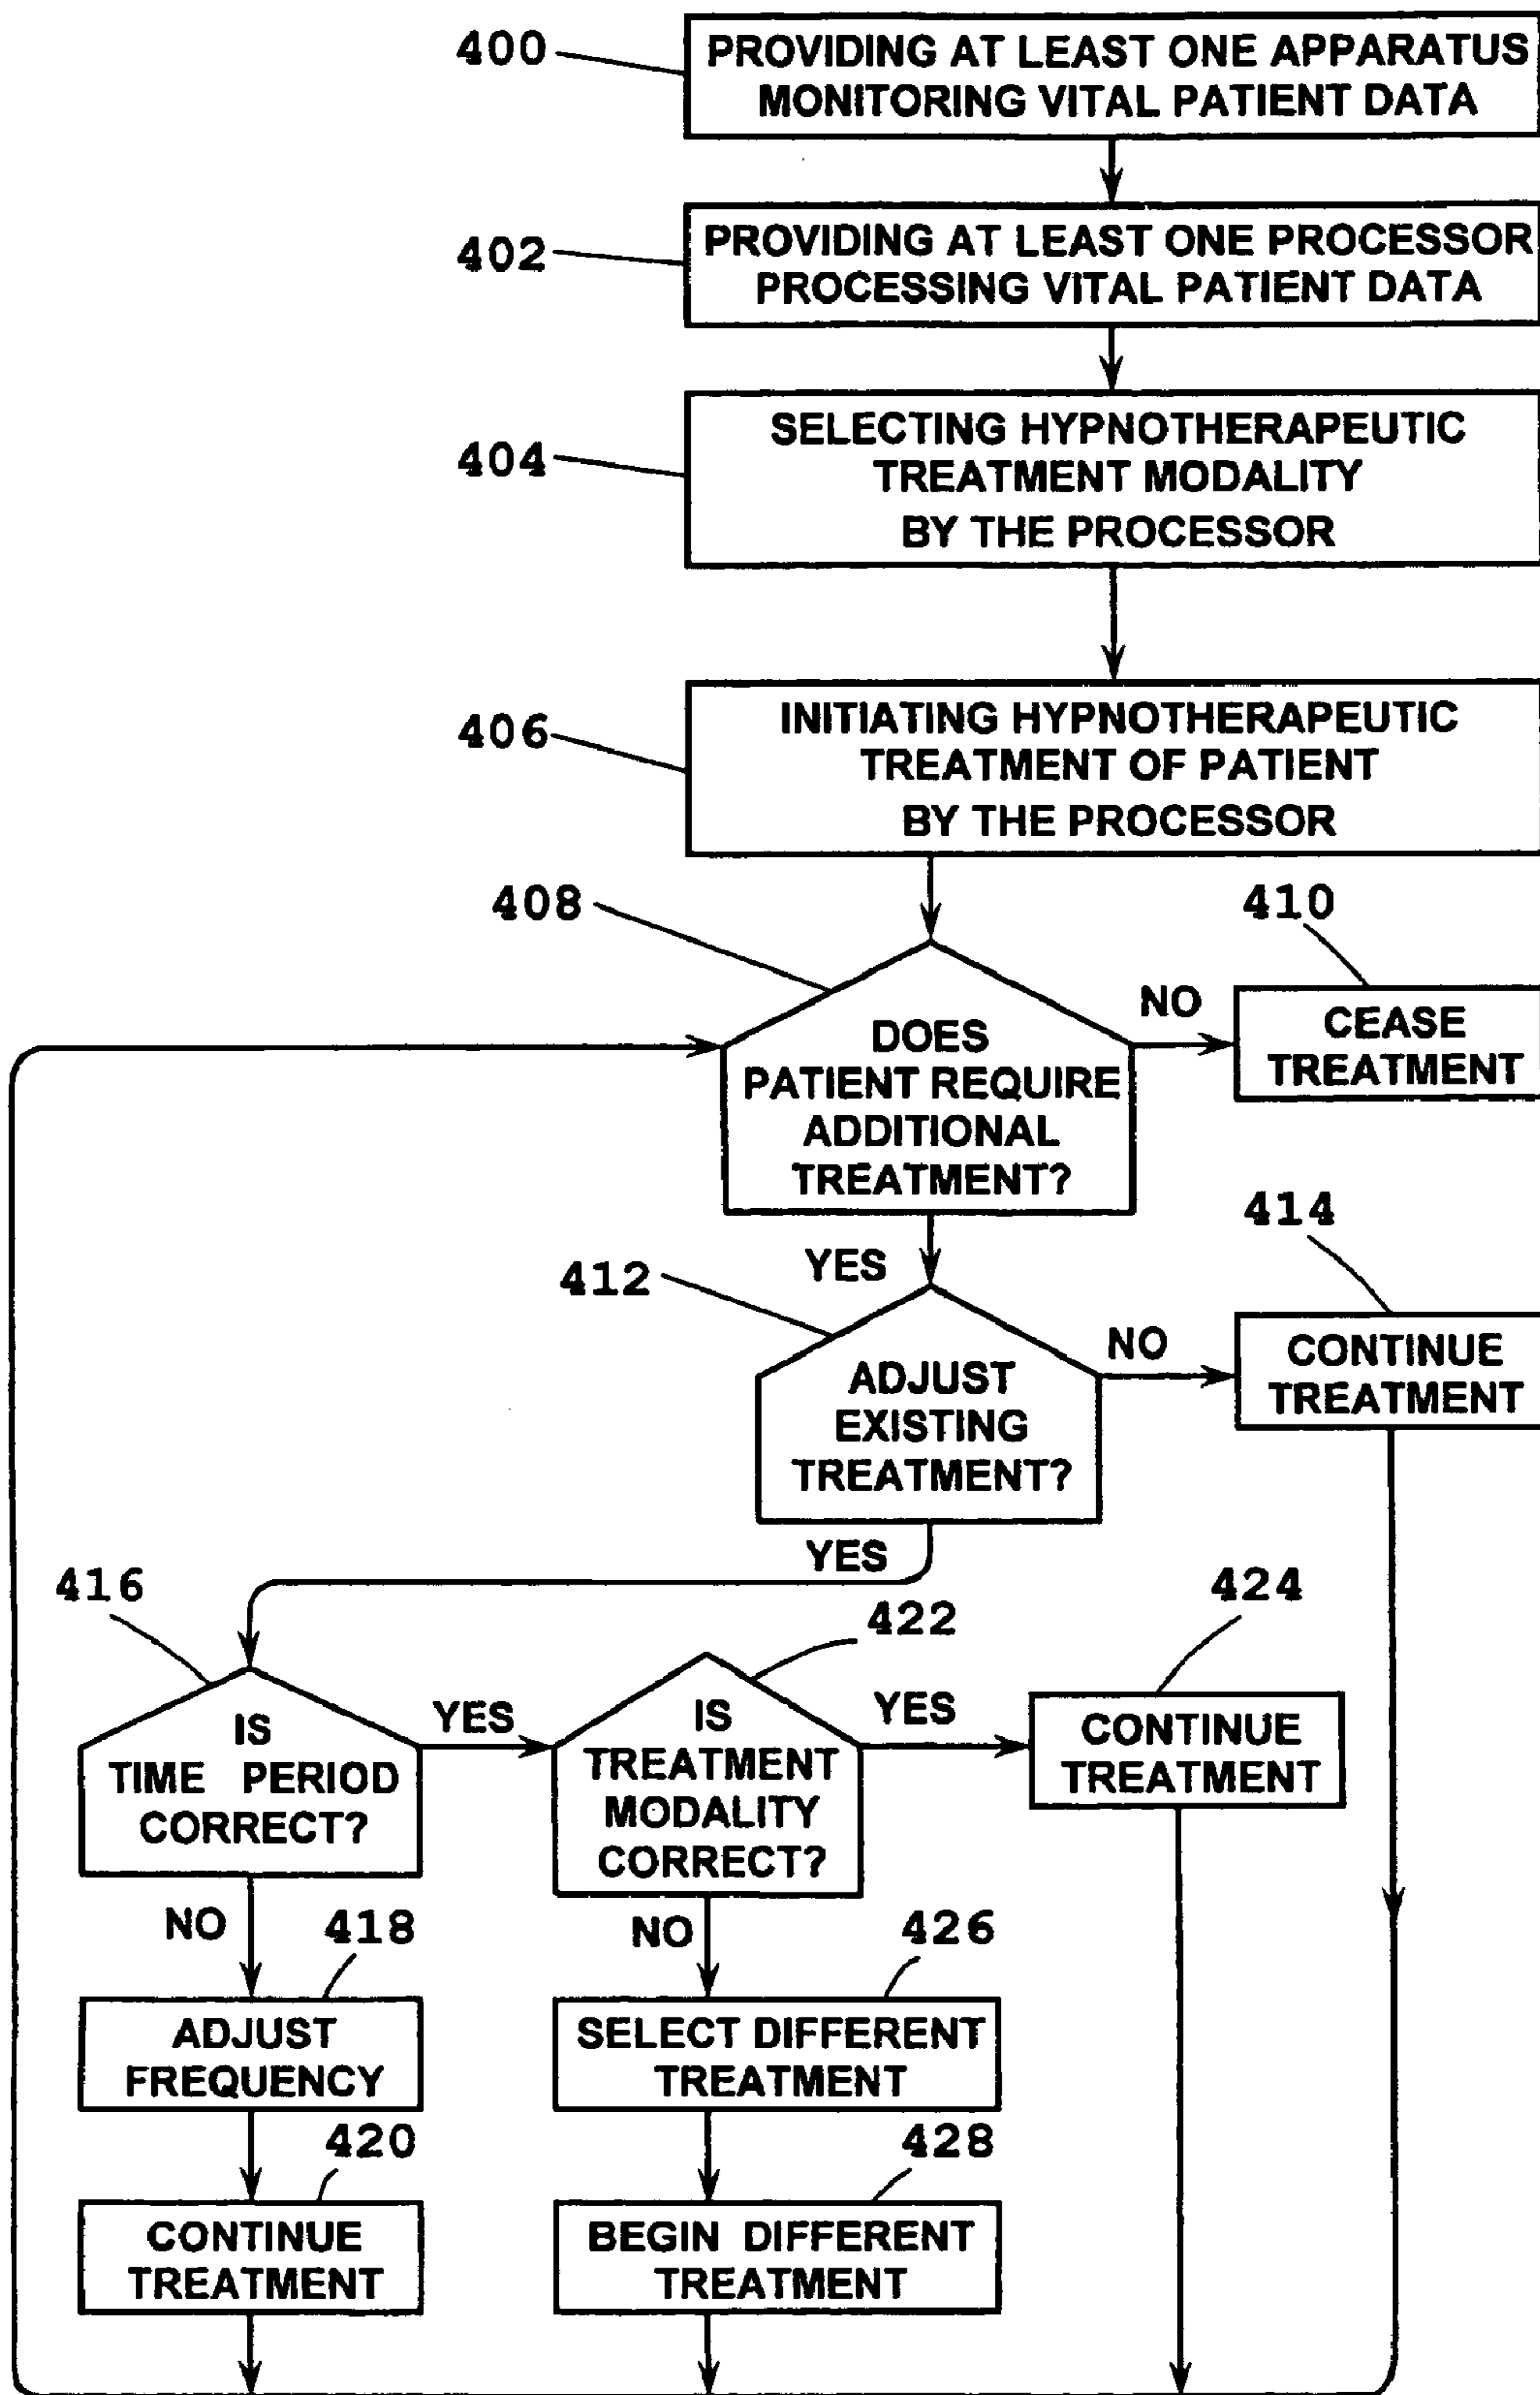 400
PROVIDING AT LEAST ONE APPARATUS
MONITORING VITAL PATIENT DATA
402
PROVIDING AT LEAST ONE PROCESSOR
PROCESSING VITAL PATIENT DATA
404
SELECTING HYPNOTHERAPEUTIC
TREATMENT MODALITY
BY THE PROCESSOR
406
INITIATING HYPNOTHERAPEUTIC
TREATMENT OF PATIENT
BY THE PROCESSOR
408
DOES
PATIENT REQUIRE
ADDITIONAL
TREATMENT?
NO
410
CEASE
TREATMENT
YES
412
ADJUST
EXISTING
TREATMENT?
NO
414
CONTINUE
TREATMENT
YES
416
IS
TIME PERIOD
CORRECT?
YES
422
IS
TREATMENT
MODALITY
CORRECT?
YES
424
CONTINUE
TREATMENT
NO
418
ADJUST
FREQUENCY
420
CONTINUE
TREATMENT
NO
426
SELECT DIFFERENT
TREATMENT
428
BEGIN DIFFERENT
TREATMENT